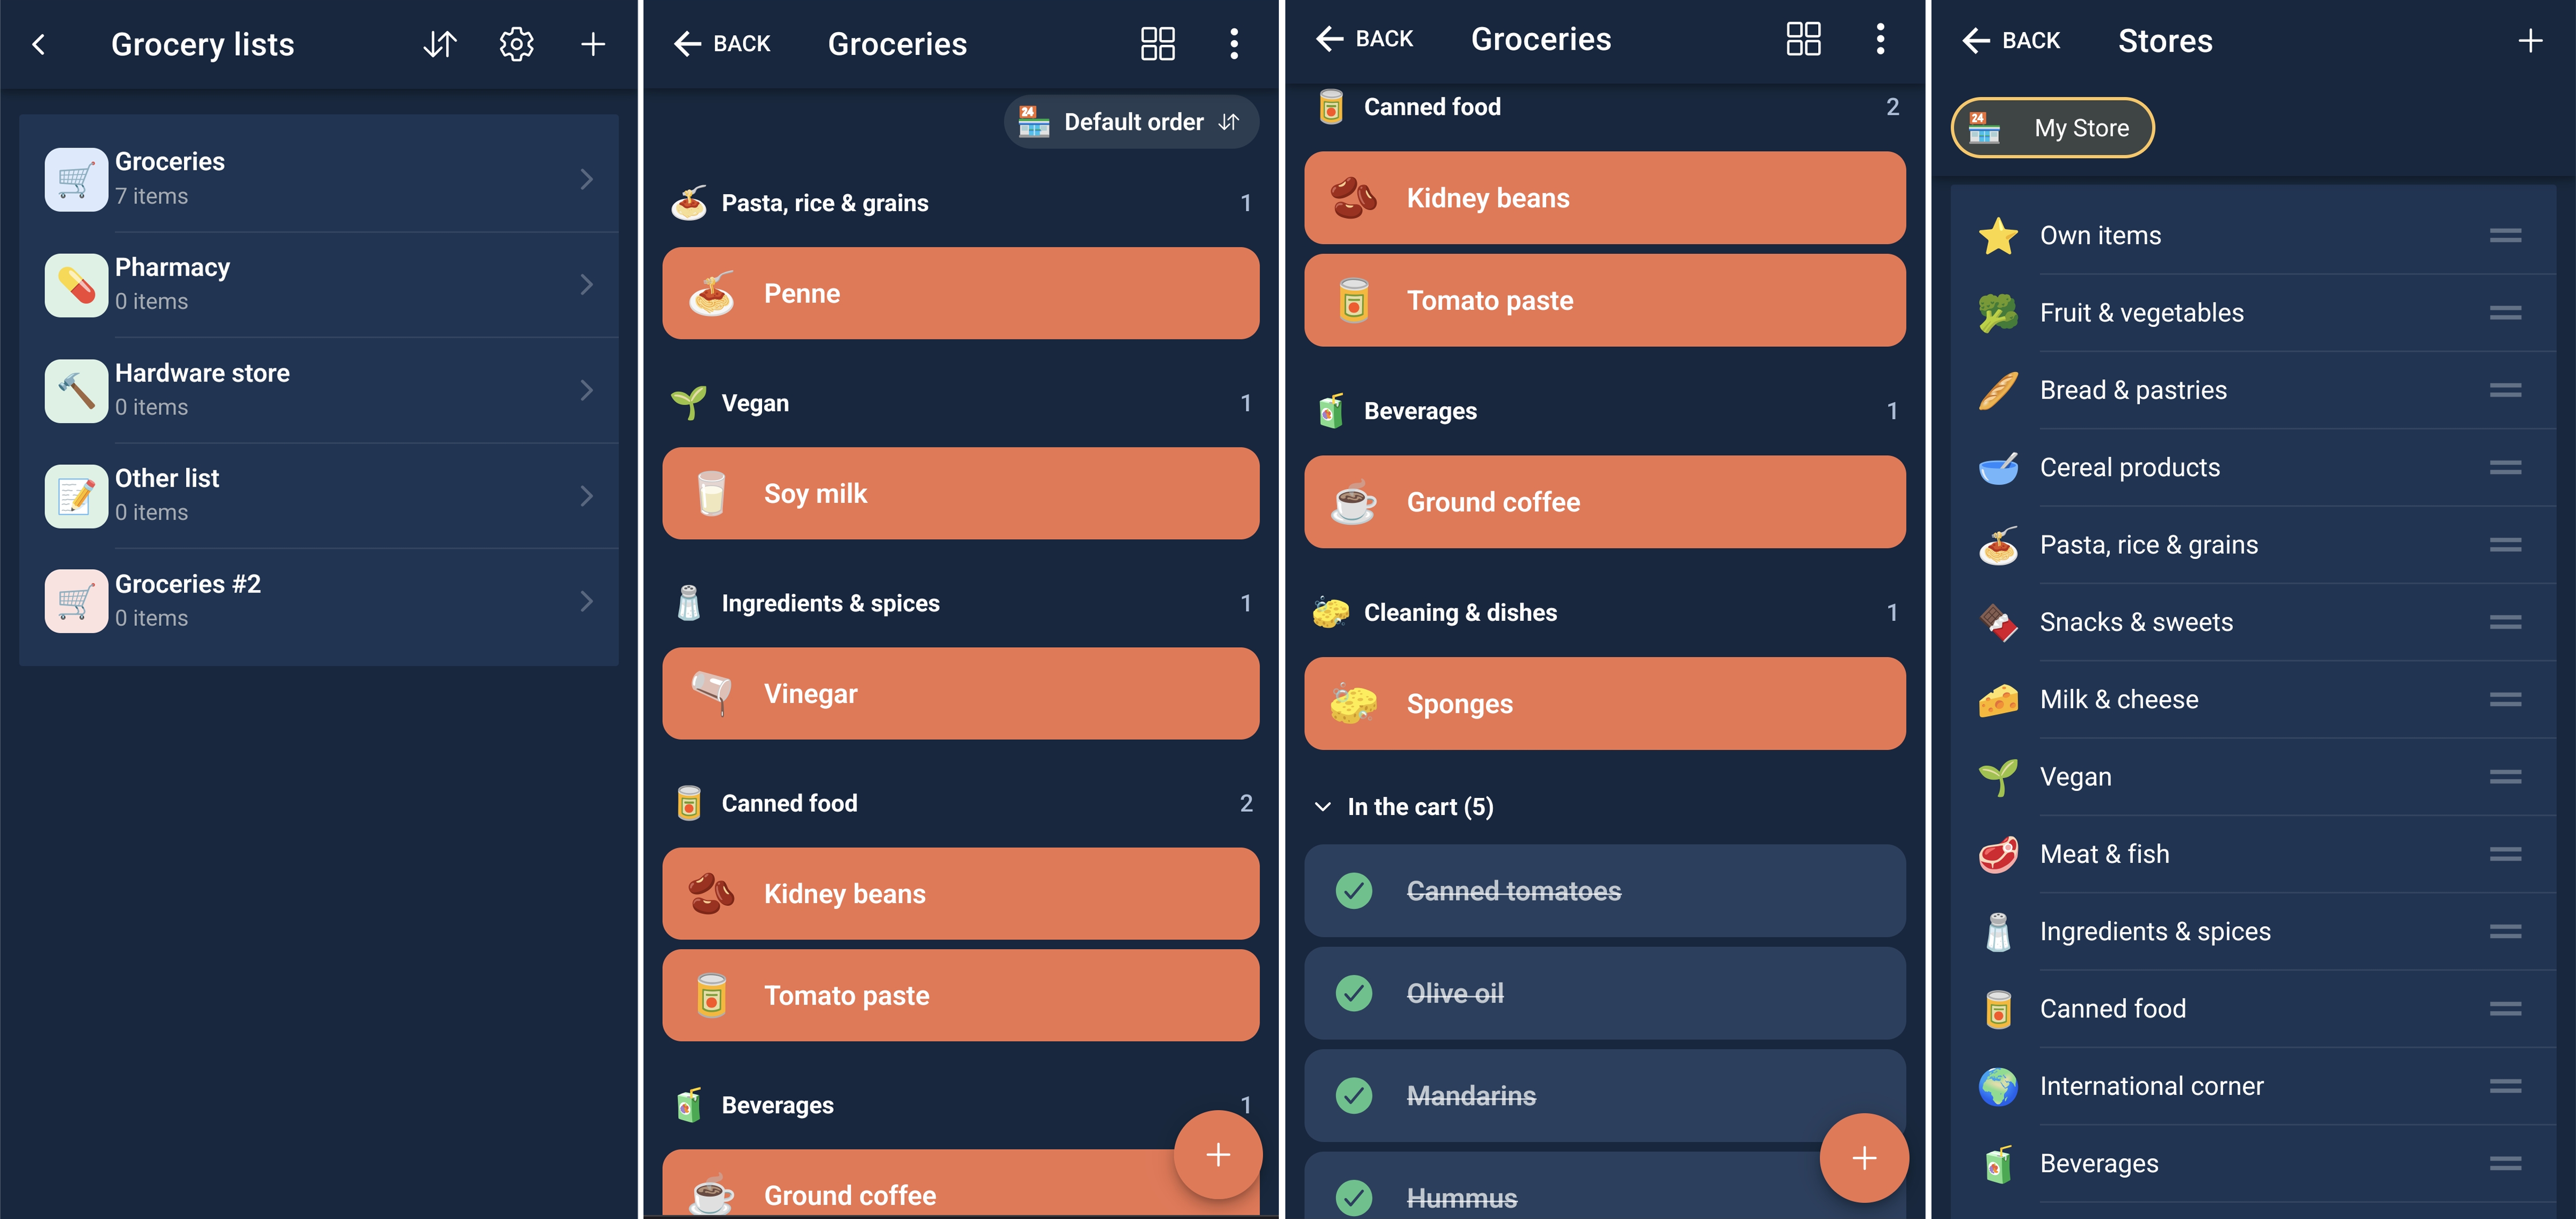 Grocery lists
Groceries
7 items
Pharmacy
0 items
Hardware store
0 items
Other list
0 items
Groceries #2
0 items
BACK Groceries
24 Default order
Pasta, rice & grains 1
Penne
Vegan 1
Soy milk
Ingredients & spices 1
Vinegar
Canned food 2
Kidney beans
Tomato paste
Beverages 1
Ground coffee
BACK Groceries
Canned food 2
Kidney beans
Tomato paste
Beverages 1
Ground coffee
Cleaning & dishes 1
Sponges
In the cart (5)
Canned tomatoes
Olive oil
Mandarins
Hummus
BACK Stores
24 My Store
Own items
Fruit & vegetables
Bread & pastries
Cereal products
Pasta, rice & grains
Snacks & sweets
Milk & cheese
Vegan
Meat & fish
Ingredients & spices
Canned food
International corner
Beverages